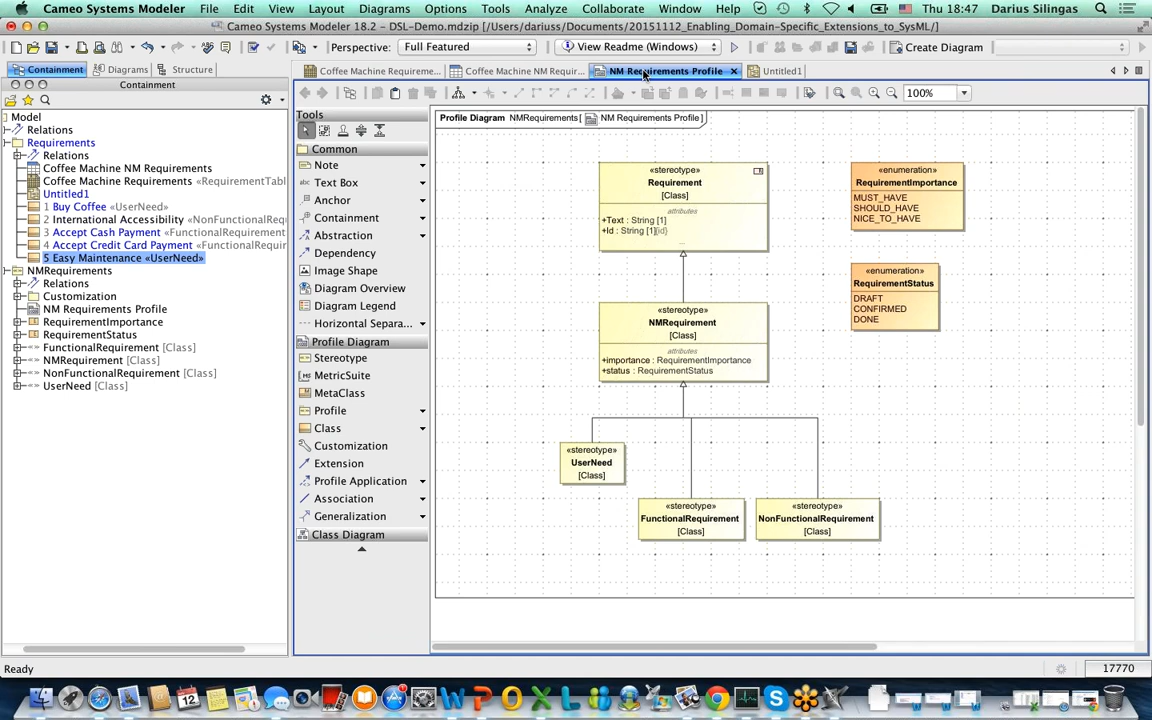 Cameo Systems Modeler File Edit View Layout Diagrams Options Tools Analyze Collaborate Window Help Thu 18:47 Darius Silingas
Cameo Systems Modeler 18.2 - DSL-Demo.mdzip [/Users/dariuss/Documents/20151112_Enabling_Domain-Specific_Extensions_to_SysML/]
Perspective: Full Featured View Readme (Windows) Create Diagram
Containment Diagrams Structure
Coffee Machine Requireme... Coffee Machine NM Requir... NM Requirements Profile Untitled1
Containment
100%
Model
Relations
Requirements
Relations
Coffee Machine NM Requirements
Coffee Machine Requirements «RequirementTabl
Untitled1
1 Buy Coffee «UserNeed»
2 International Accessibility «NonFunctionalReq
3 Accept Cash Payment «FunctionalRequirem
4 Accept Credit Card Payment «FunctionalRequir
5 Easy Maintenance «UserNeed»
NMRequirements
Relations
Customization
NM Requirements Profile
RequirementImportance
RequirementStatus
FunctionalRequirement [Class]
NMRequirement [Class]
NonFunctionalRequirement [Class]
UserNeed [Class]
Tools
Common
Note
abc Text Box
Anchor
Containment
Abstraction
Dependency
Image Shape
Diagram Overview
Diagram Legend
Horizontal Separa...
Profile Diagram
Stereotype
MetricSuite
MetaClass
Profile
Class
Customization
Extension
Profile Application
Association
Generalization
Class Diagram
Profile Diagram NMRequirements[ NM Requirements Profile]
«stereotype»
Requirement
[Class]
attributes
+Text : String [1]
+Id : String [1]{id}
...
«stereotype»
NMRequirement
[Class]
attributes
+importance : RequirementImportance
+status : RequirementStatus
«stereotype»
UserNeed
[Class]
«stereotype»
FunctionalRequirement
[Class]
«stereotype»
NonFunctionalRequirement
[Class]
«enumeration»
RequirementImportance
MUST_HAVE
SHOULD_HAVE
NICE_TO_HAVE
«enumeration»
RequirementStatus
DRAFT
CONFIRMED
DONE
Ready
17770